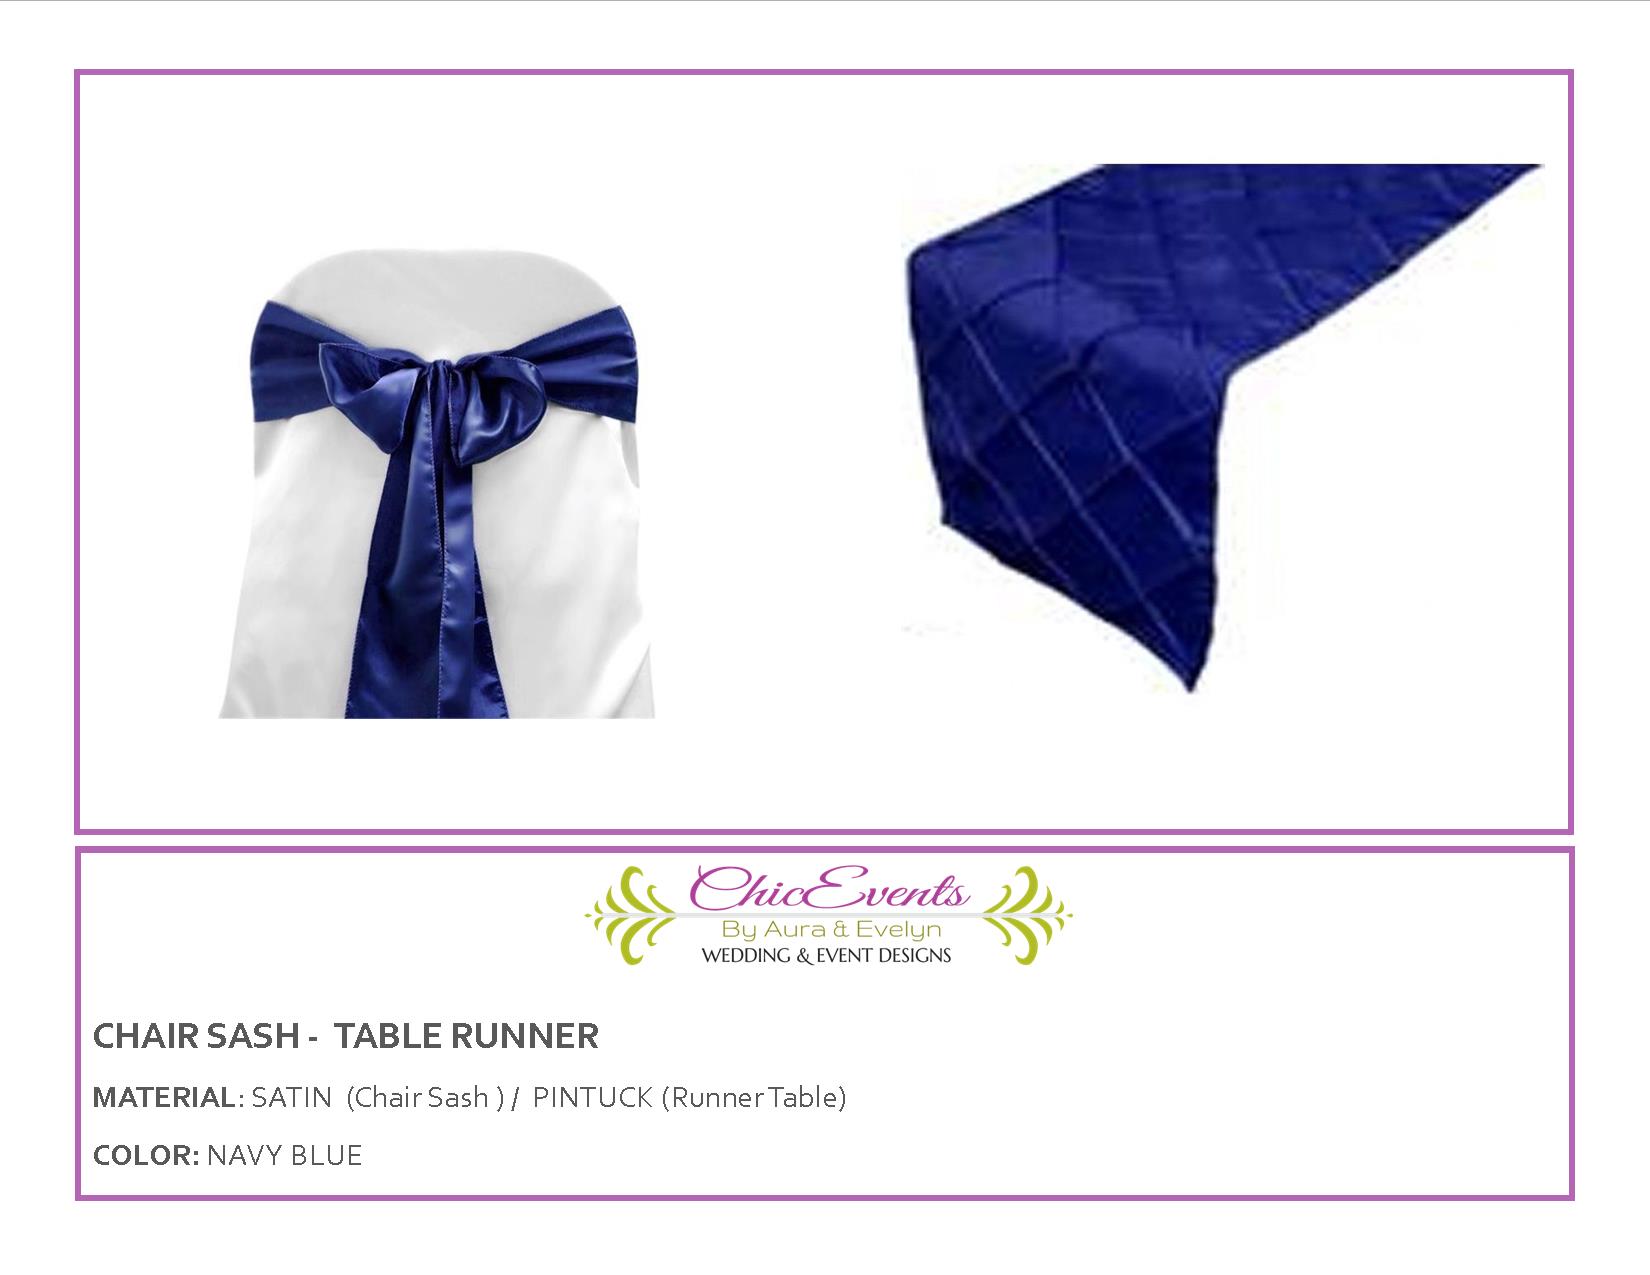 ChicEvents
By Aura & Evelyn
WEDDING & EVENT DESIGNS
CHAIR SASH - TABLE RUNNER
MATERIAL: SATIN (Chair Sash ) / PINTUCK (Runner Table)
COLOR: NAVY BLUE